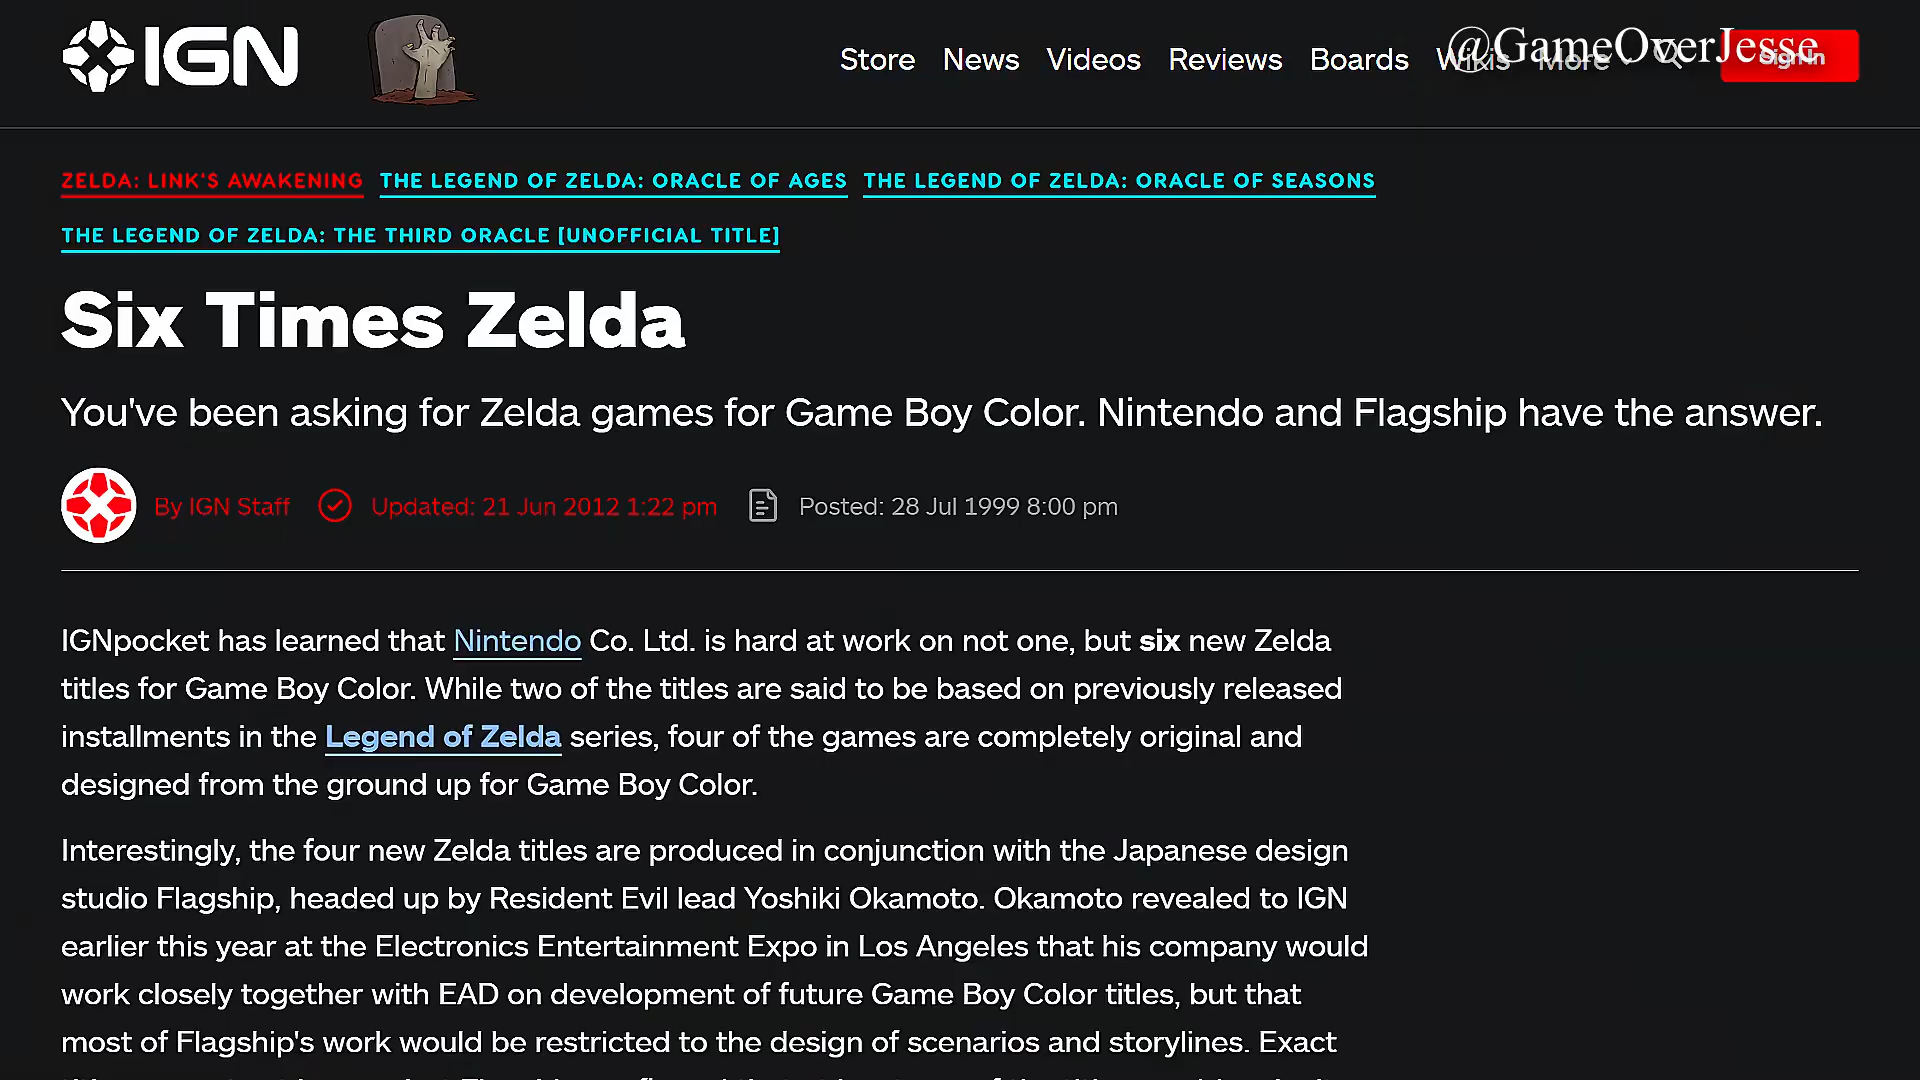 IGN
Store News Videos Reviews Boards Wikis More Sign In
@GameOverJesse
ZELDA: LINK'S AWAKENING THE LEGEND OF ZELDA: ORACLE OF AGES THE LEGEND OF ZELDA: ORACLE OF SEASONS
THE LEGEND OF ZELDA: THE THIRD ORACLE [UNOFFICIAL TITLE]
Six Times Zelda
You've been asking for Zelda games for Game Boy Color. Nintendo and Flagship have the answer.
By IGN Staff Updated: 21 Jun 2012 1:22 pm Posted: 28 Jul 1999 8:00 pm
IGNpocket has learned that Nintendo Co. Ltd. is hard at work on not one, but six new Zelda
titles for Game Boy Color. While two of the titles are said to be based on previously released
installments in the Legend of Zelda series, four of the games are completely original and
designed from the ground up for Game Boy Color.
Interestingly, the four new Zelda titles are produced in conjunction with the Japanese design
studio Flagship, headed up by Resident Evil lead Yoshiki Okamoto. Okamoto revealed to IGN
earlier this year at the Electronics Entertainment Expo in Los Angeles that his company would
work closely together with EAD on development of future Game Boy Color titles, but that
most of Flagship's work would be restricted to the design of scenarios and storylines. Exact